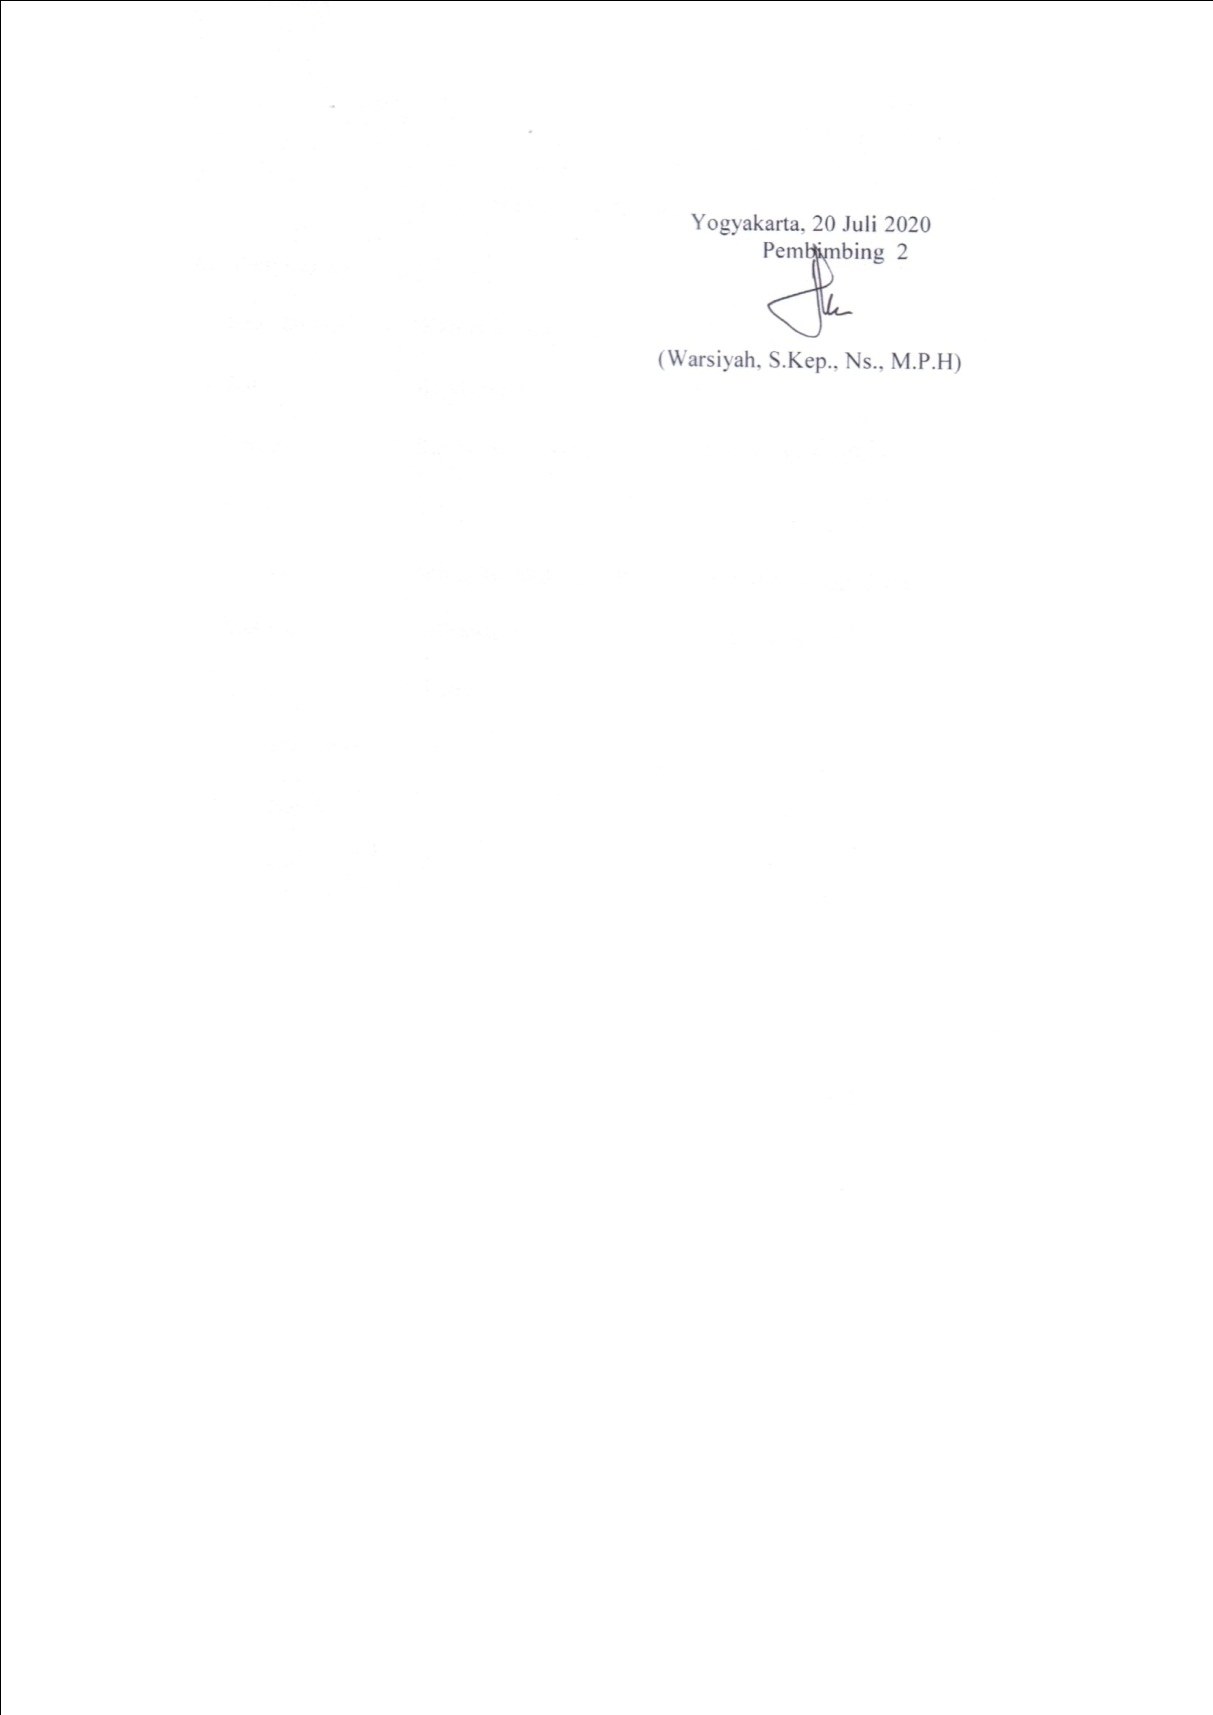 Yogyakarta, 20 Juli 2020
Pembimbing 2
(Warsiyah, S.Kep., Ns., M.P.H)